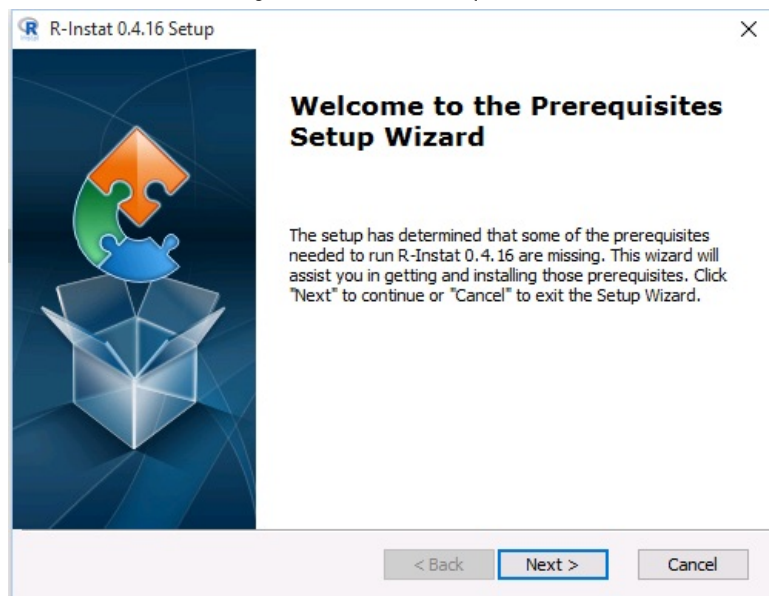 R-Instat 0.4.16 Setup
Welcome to the Prerequisites
Setup Wizard
The setup has determined that some of the prerequisites
needed to run R-Instat 0.4.16 are missing. This wizard will
assist you in getting and installing those prerequisites. Click
"Next" to continue or "Cancel" to exit the Setup Wizard.
< Back Next > Cancel